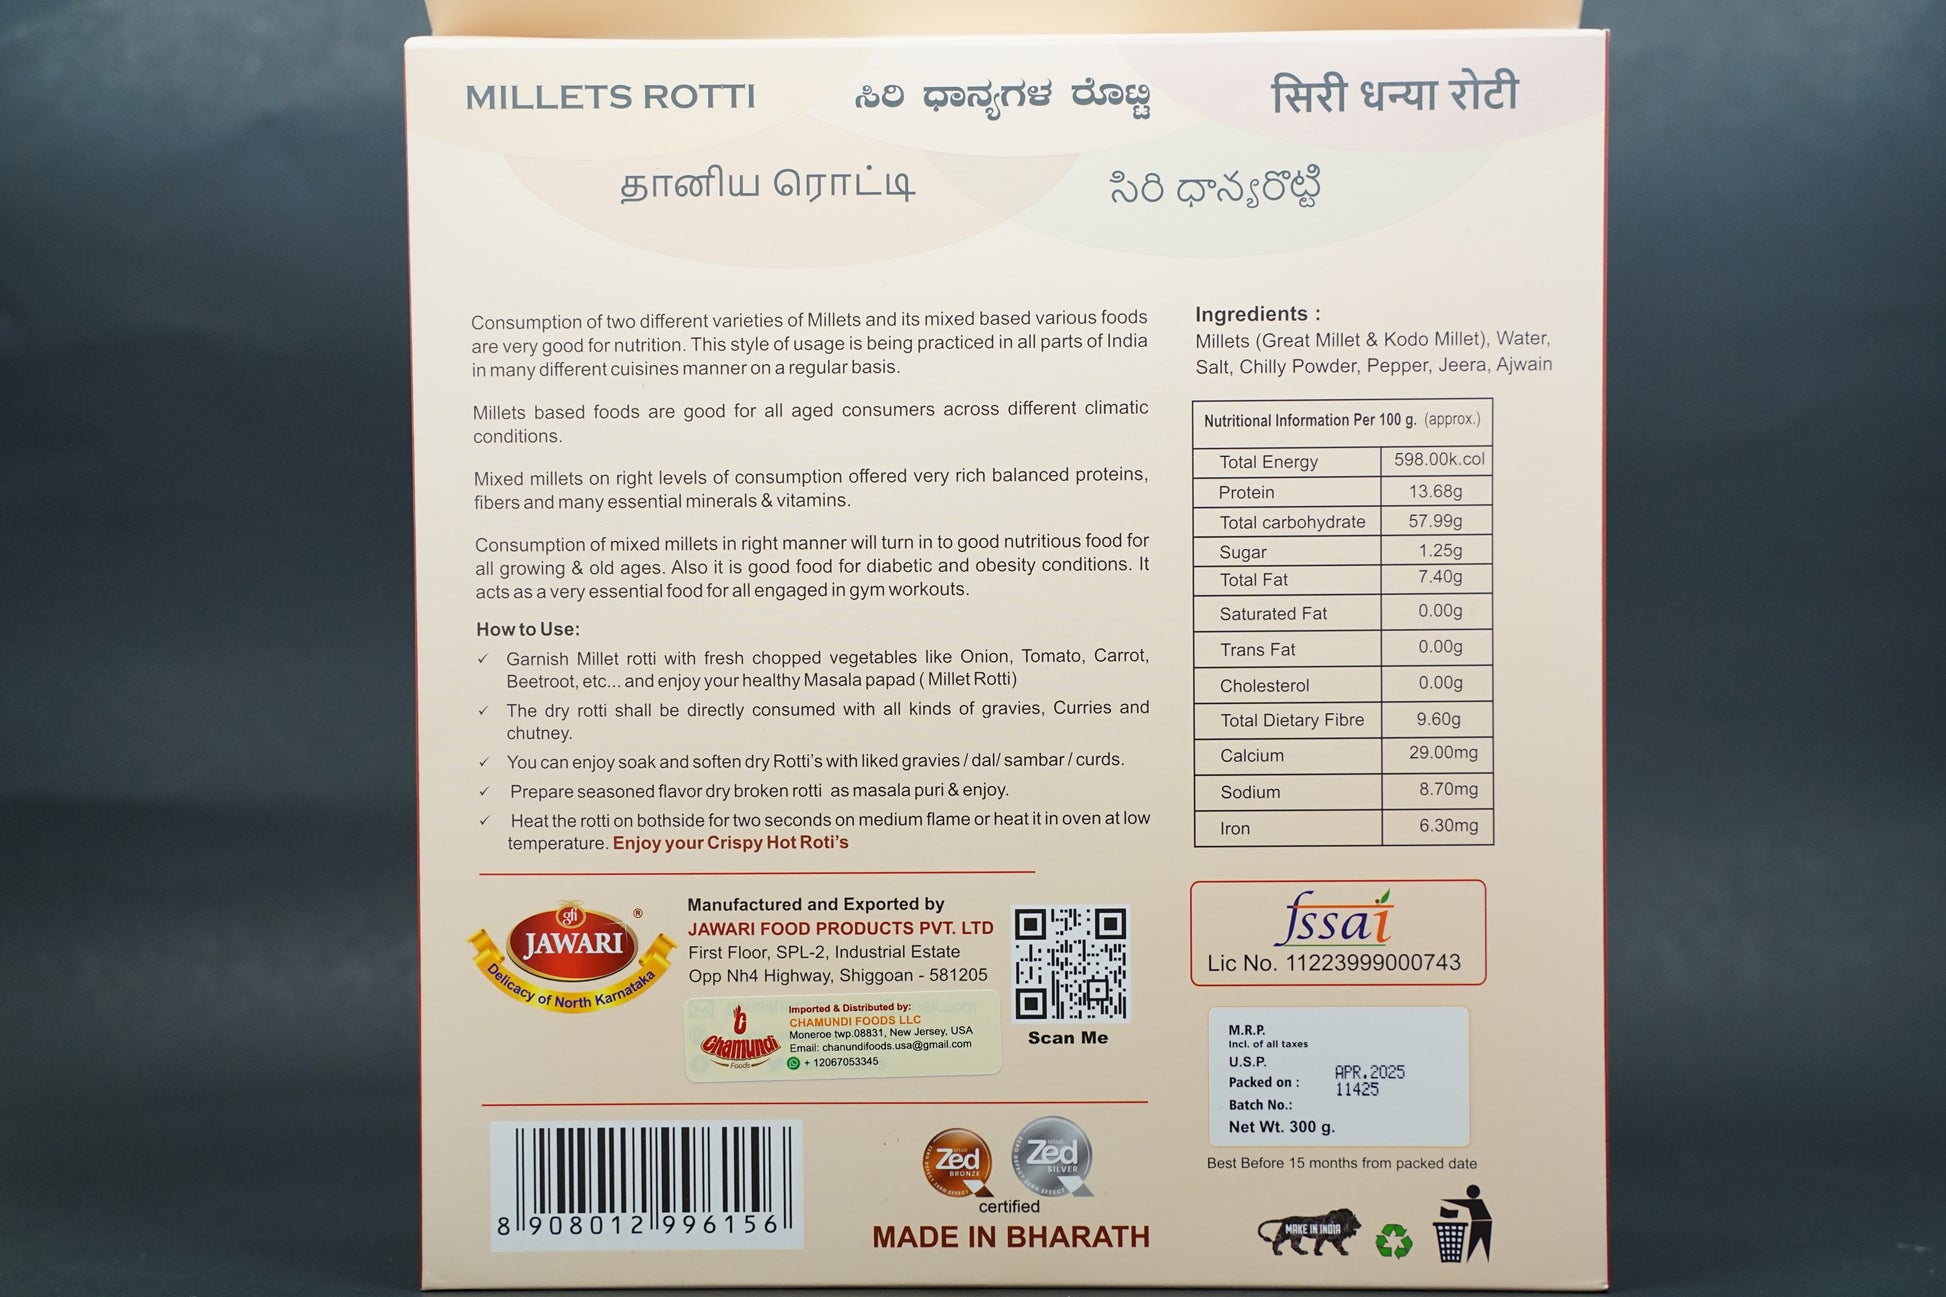 MILLETS ROTTI
ಸಿರಿ ಧಾನ್ಯಗಳ ರೊಟ್ಟಿ
सिरी धन्या रोटी
தானிய ரொட்டி
సిరి ధాన్యరొట్టి
Consumption of two different varieties of Millets and its mixed based various foods
are very good for nutrition. This style of usage is being practiced in all parts of India
in many different cuisines manner on a regular basis.
Millets based foods are good for all aged consumers across different climatic
conditions.
Mixed millets on right levels of consumption offered very rich balanced proteins,
fibers and many essential minerals & vitamins.
Consumption of mixed millets in right manner will turn in to good nutritious food for
all growing & old ages. Also it is good food for diabetic and obesity conditions. It
acts as a very essential food for all engaged in gym workouts.
How to Use:
✓ Garnish Millet rotti with fresh chopped vegetables like Onion, Tomato, Carrot,
Beetroot, etc... and enjoy your healthy Masala papad ( Millet Rotti)
✓ The dry rotti shall be directly consumed with all kinds of gravies, Curries and
chutney.
✓ You can enjoy soak and soften dry Rotti's with liked gravies / dal/ sambar / curds.
✓ Prepare seasoned flavor dry broken rotti as masala puri & enjoy.
✓ Heat the rotti on bothside for two seconds on medium flame or heat it in oven at low
temperature. Enjoy your Crispy Hot Roti's
Ingredients :
Millets (Great Millet & Kodo Millet), Water,
Salt, Chilly Powder, Pepper, Jeera, Ajwain
Nutritional Information Per 100 g. (approx.)
Total Energy 598.00k.col
Protein 13.68g
Total carbohydrate 57.99g
Sugar 1.25g
Total Fat 7.40g
Saturated Fat 0.00g
Trans Fat 0.00g
Cholesterol 0.00g
Total Dietary Fibre 9.60g
Calcium 29.00mg
Sodium 8.70mg
Iron 6.30mg
gfi
JAWARI ®
Delicacy of North Karnataka
Manufactured and Exported by
JAWARI FOOD PRODUCTS PVT. LTD
First Floor, SPL-2, Industrial Estate
Opp Nh4 Highway, Shiggoan - 581205
Chamundi
Foods
Imported & Distributed by:
CHAMUNDI FOODS LLC
Moneroe twp.08831, New Jersey, USA
Email: chanundifoods.usa@gmail.com
+ 12067053345
Scan Me
fssai
Lic No. 11223999000743
M.R.P.
Incl. of all taxes
U.S.P.
Packed on : APR.2025
11425
Batch No.:
Net Wt. 300 g.
Best Before 15 months from packed date
8 908012 996156
Zed
BRONZE
Zed
SILVER
certified
MADE IN BHARATH
MAKE IN INDIA